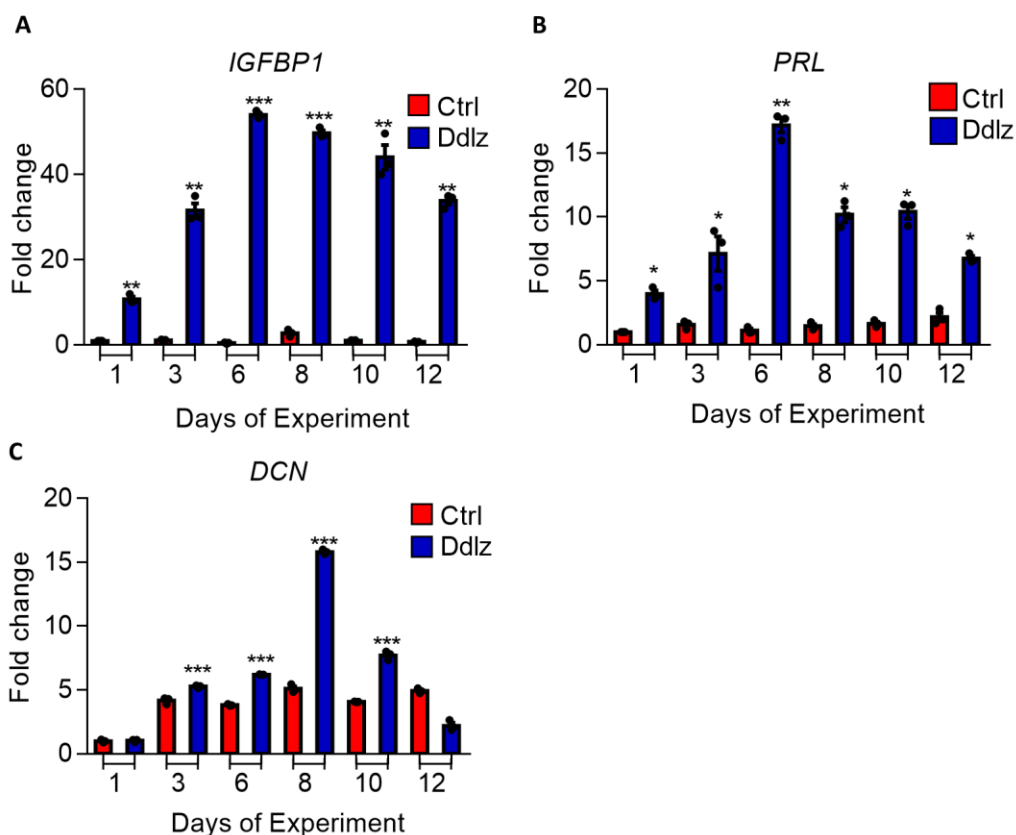 A
IGFBP1
60
40
20
0
Fold change
** ** *** *** ** **
Ctrl
Ddlz
1 3 6 8 10 12
Days of Experiment
B
PRL
20
15
10
5
0
Fold change
* * ** * * *
Ctrl
Ddlz
1 3 6 8 10 12
Days of Experiment
C
DCN
20
15
10
5
0
Fold change
*** *** *** ***
Ctrl
Ddlz
1 3 6 8 10 12
Days of Experiment